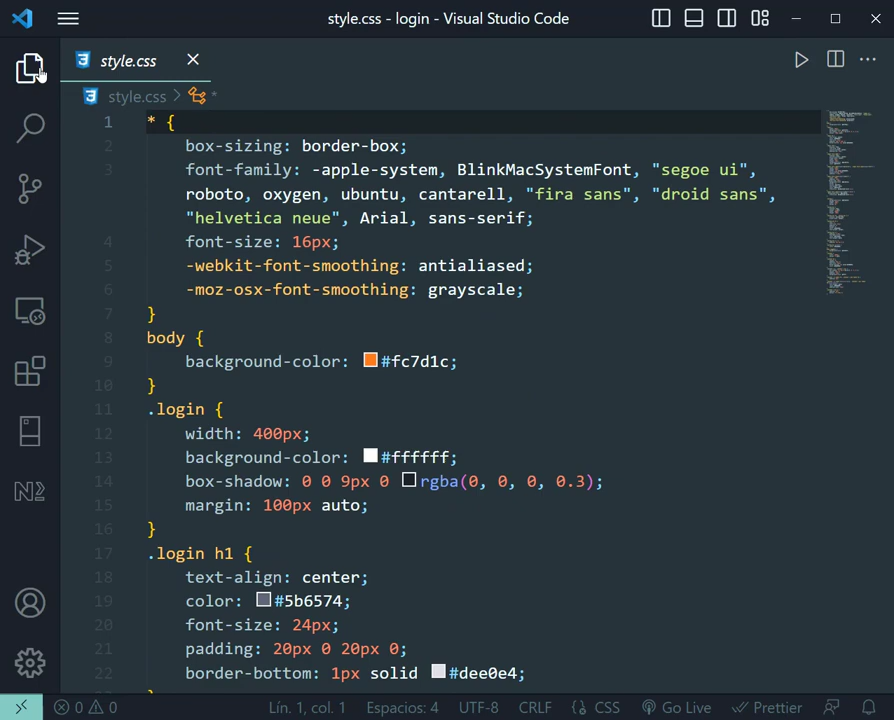 style.css - login - Visual Studio Code
style.css
style.css > *
1 * {
2 box-sizing: border-box;
3 font-family: -apple-system, BlinkMacSystemFont, "segoe ui",
roboto, oxygen, ubuntu, cantarell, "fira sans", "droid sans",
"helvetica neue", Arial, sans-serif;
4 font-size: 16px;
5 -webkit-font-smoothing: antialiased;
6 -moz-osx-font-smoothing: grayscale;
7 }
8 body {
9 background-color: #fc7d1c;
10 }
11 .login {
12 width: 400px;
13 background-color: #ffffff;
14 box-shadow: 0 0 9px 0 rgba(0, 0, 0, 0.3);
15 margin: 100px auto;
16 }
17 .login h1 {
18 text-align: center;
19 color: #5b6574;
20 font-size: 24px;
21 padding: 20px 0 20px 0;
22 border-bottom: 1px solid #dee0e4;
0 0 Lín. 1, col. 1 Espacios: 4 UTF-8 CRLF {} CSS Go Live Prettier